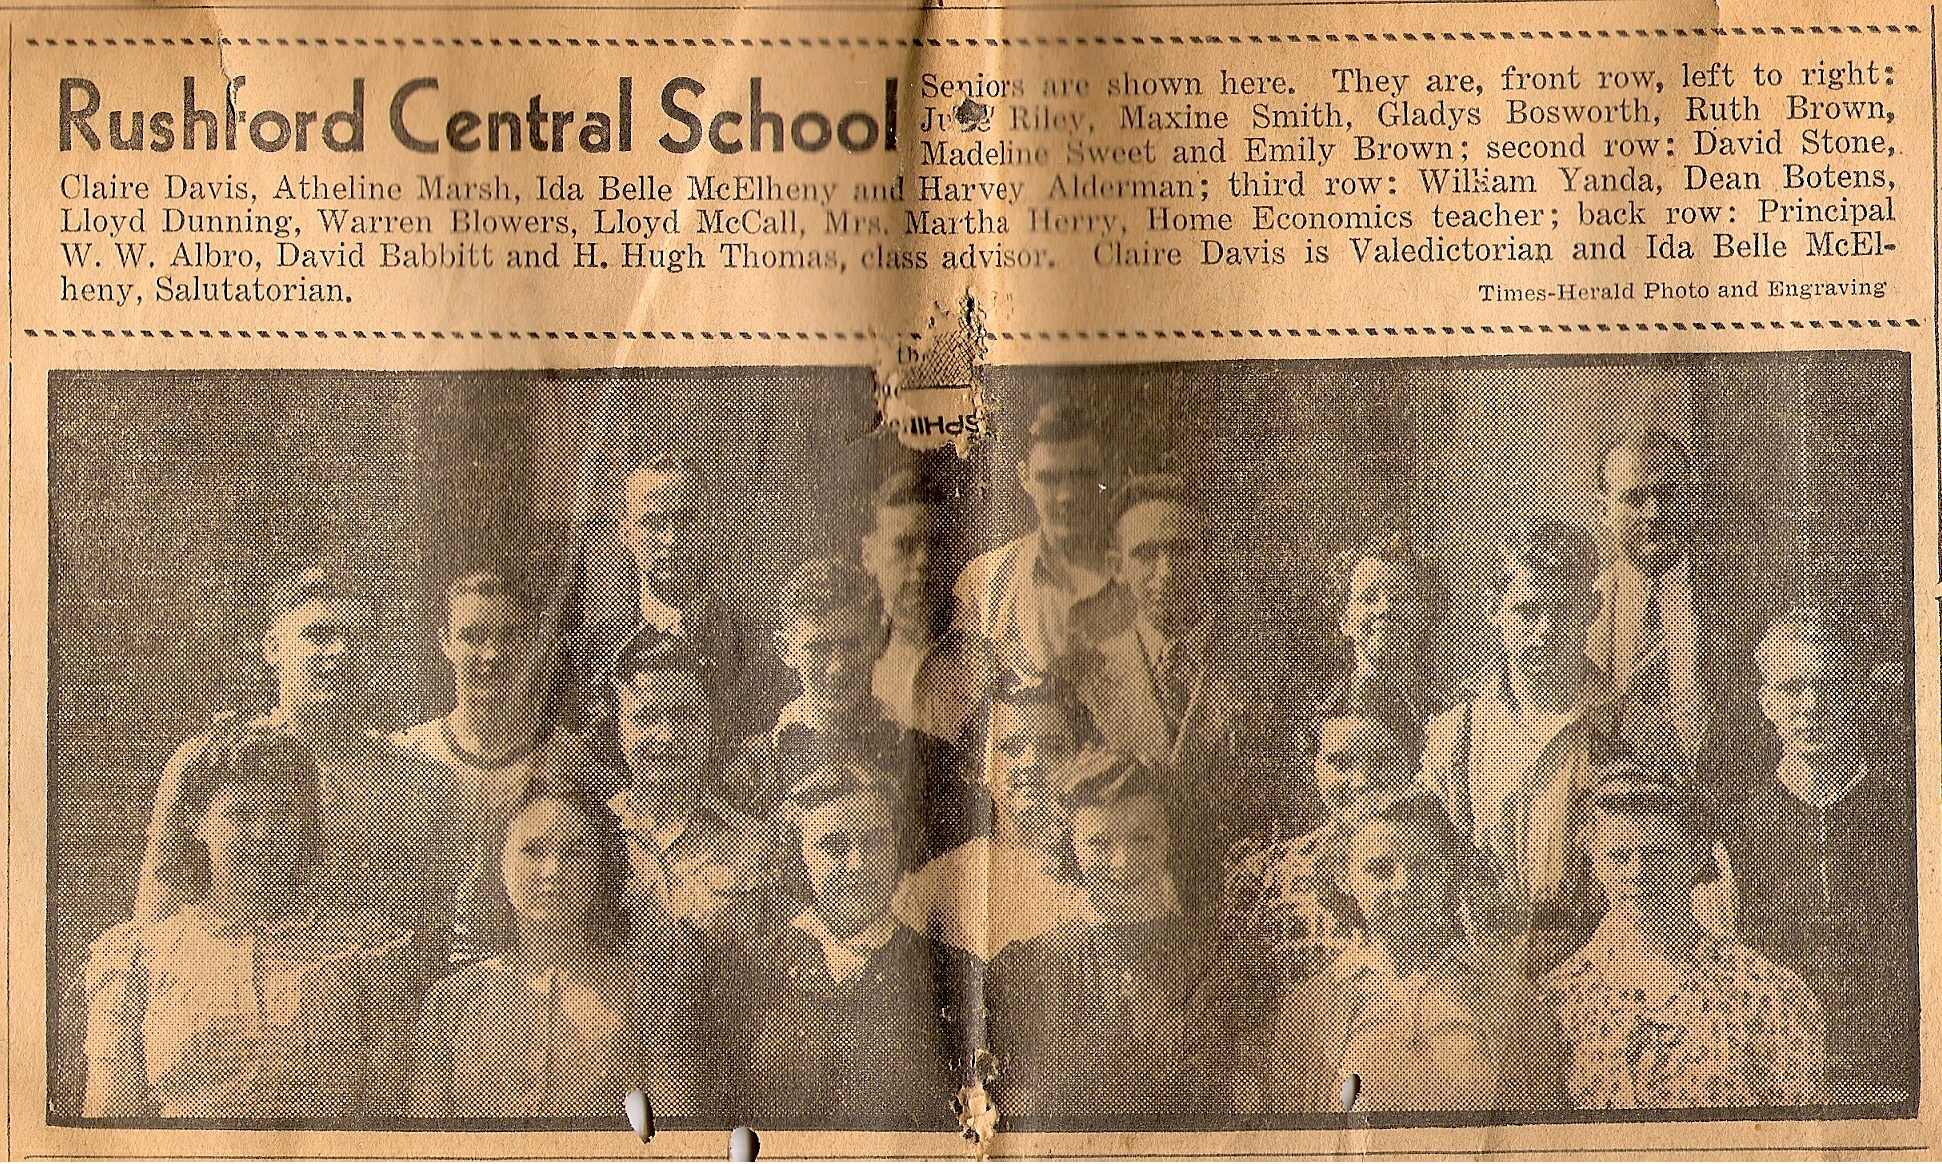 Rushford Central School
Seniors are shown here. They are, front row, left to right:
Riley, Maxine Smith, Gladys Bosworth, Ruth Brown,
Madeline Sweet and Emily Brown; second row: David Stone,
Claire Davis, Atheline Marsh, Ida Belle McElheny and Harvey Alderman; third row: William Yanda, Dean Botens,
Lloyd Dunning, Warren Blowers, Lloyd McCall, Mrs. Martha Herry, Home Economics teacher; back row: Principal
W. W. Albro, David Babbitt and H. Hugh Thomas, class advisor. Claire Davis is Valedictorian and Ida Belle McEl-
heny, Salutatorian.
Times-Herald Photo and Engraving